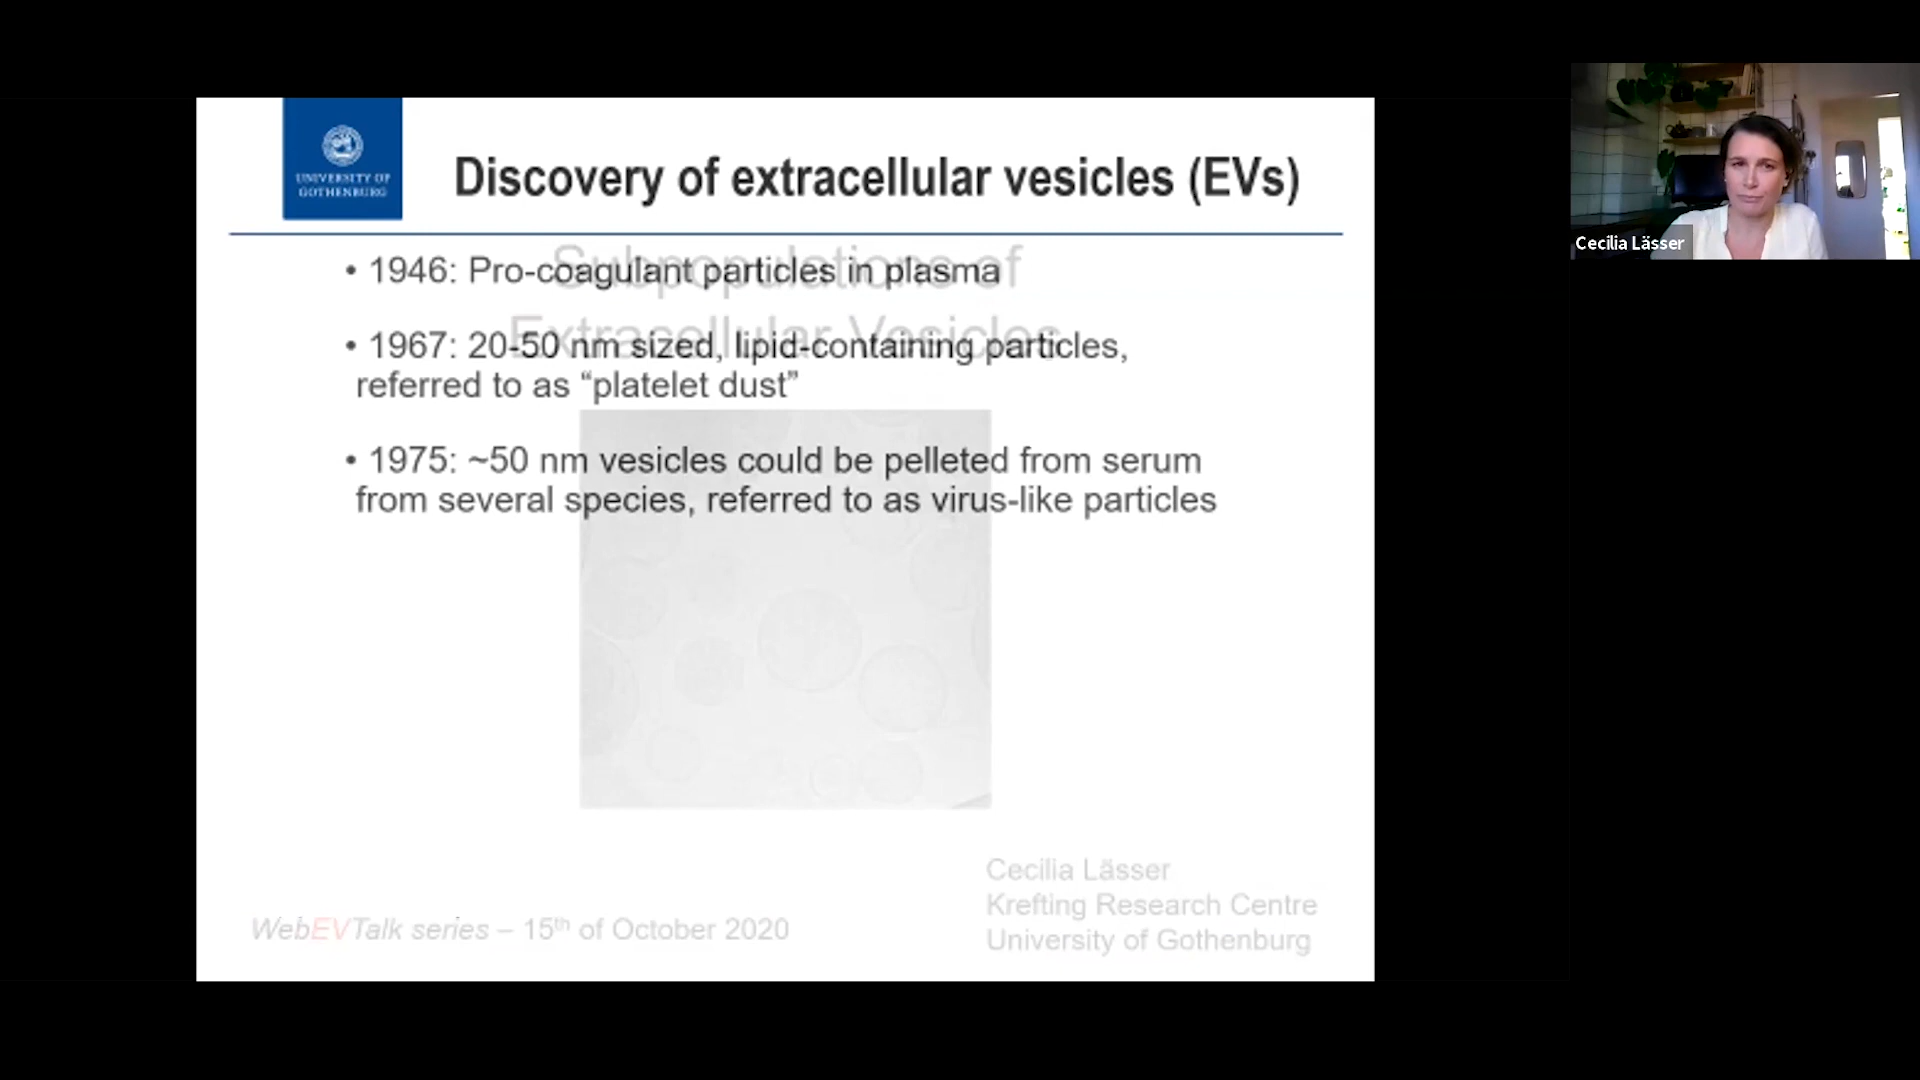 UNIVERSITY OF
GOTHENBURG
Discovery of extracellular vesicles (EVs)
Subpopulations of
Extracellular Vesicles
• 1946: Pro-coagulant particles in plasma
• 1967: 20-50 nm sized, lipid-containing particles,
referred to as “platelet dust”
• 1975: ~50 nm vesicles could be pelleted from serum
from several species, referred to as virus-like particles
WebEVTalk series – 15th of October 2020
Cecilia Lässer
Krefting Research Centre
University of Gothenburg
Cecilia Lässer